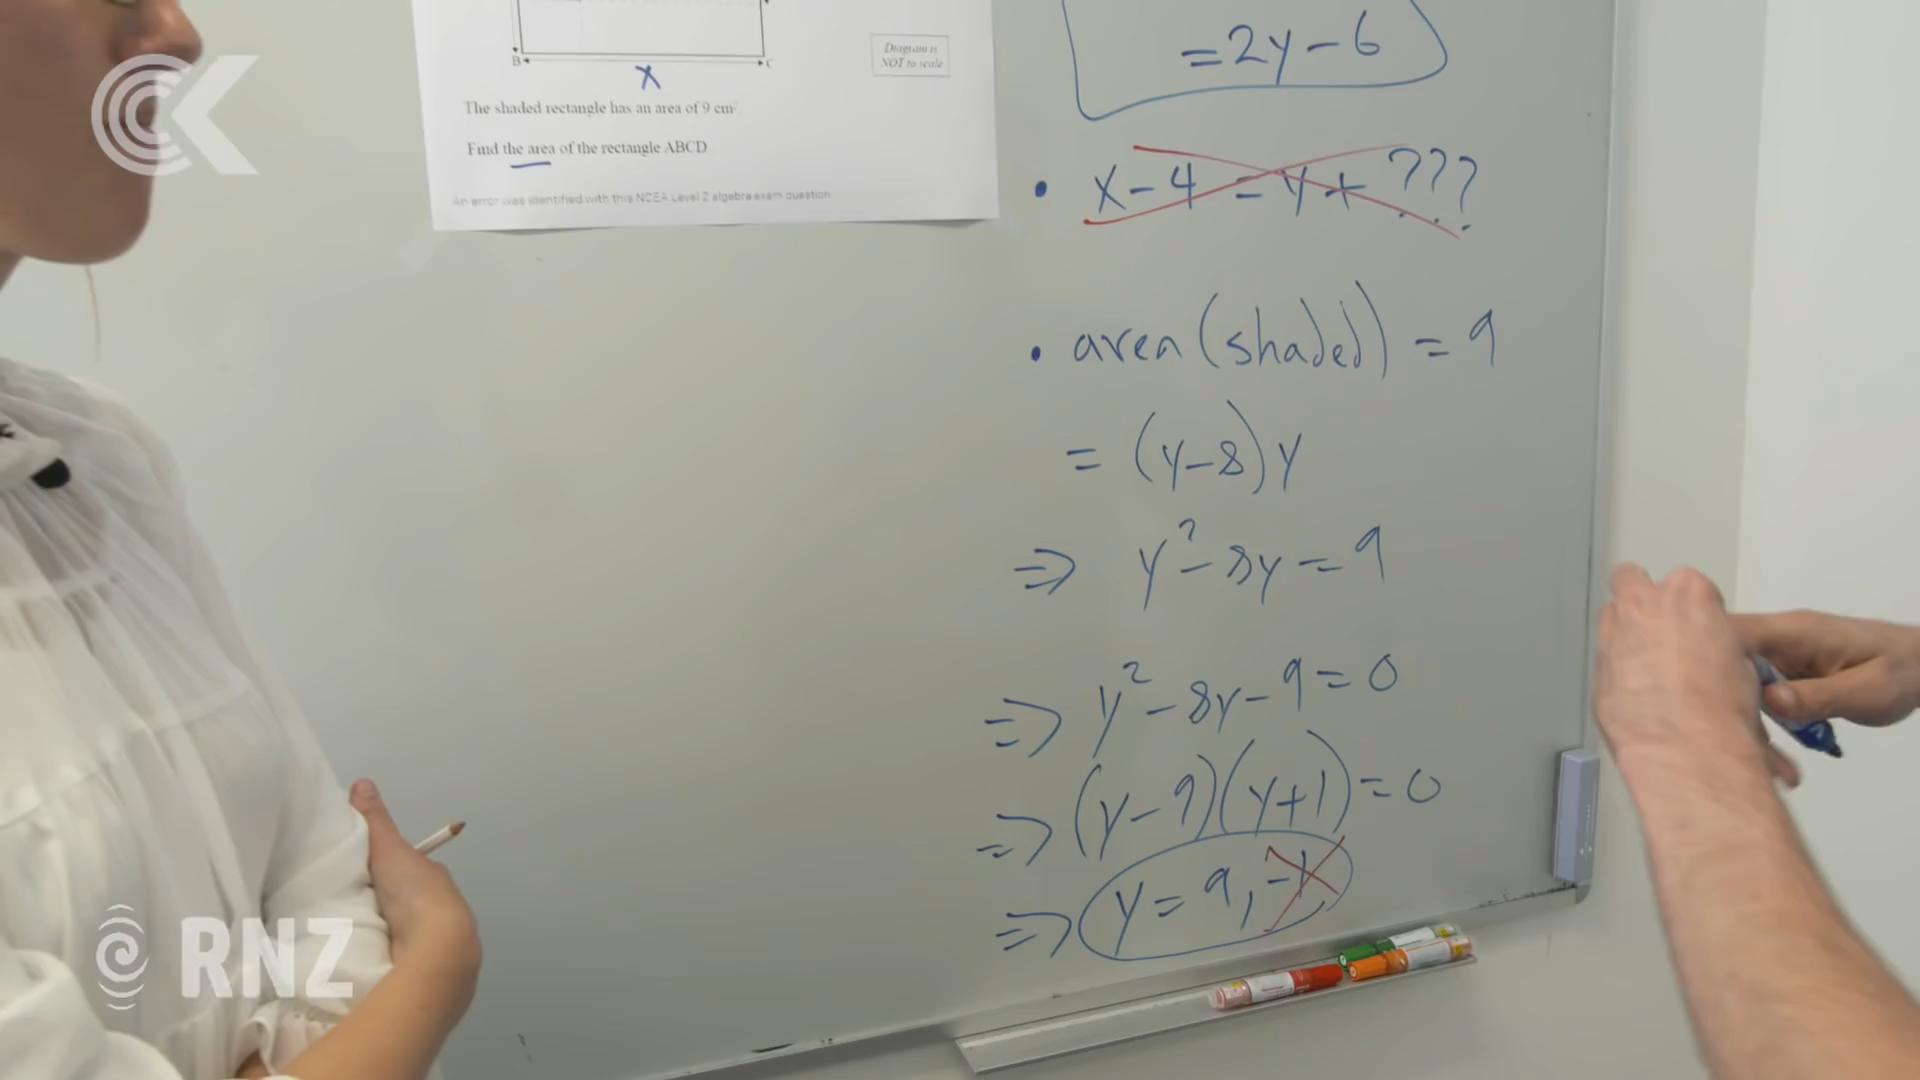 B
C
X
Diagram is
NOT to scale
The shaded rectangle has an area of 9 cm²
Find the area of the rectangle ABCD.
An error was identified with this NCEA Level 2 algebra exam question
= 2y - 6
• x - 4 = y + ???
• area (shaded) = 9
= (y-8)y
⇒ y² - 8y = 9
⇒ y² - 8y - 9 = 0
⇒ (y-9)(y+1) = 0
⇒ y = 9, -1
RNZ